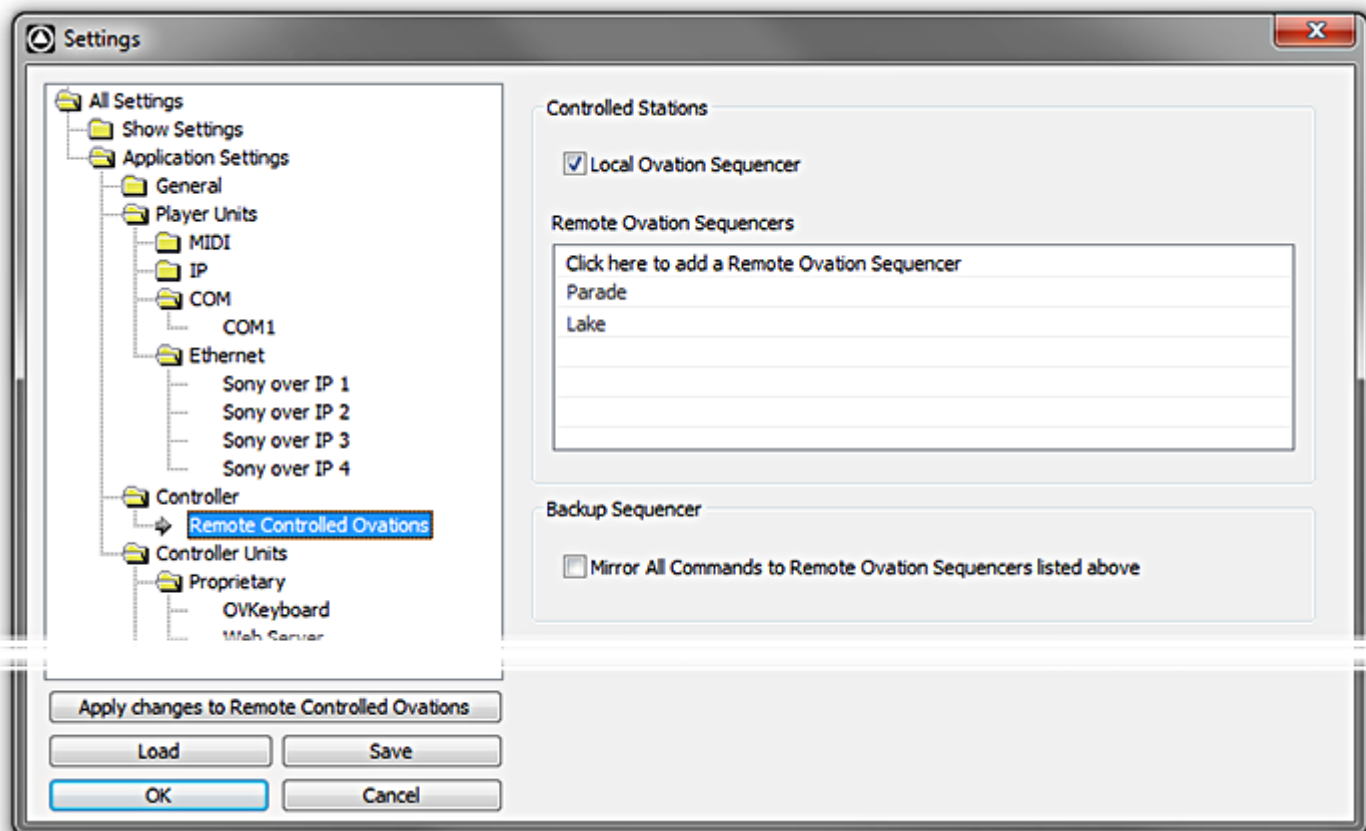 Settings
All Settings
Show Settings
Application Settings
General
Player Units
MIDI
IP
COM
COM1
Ethernet
Sony over IP 1
Sony over IP 2
Sony over IP 3
Sony over IP 4
Controller
Remote Controlled Ovations
Controller Units
Proprietary
OVKeyboard
Web Server
Apply changes to Remote Controlled Ovations
Load
Save
OK
Cancel
Controlled Stations
Local Ovation Sequencer
Remote Ovation Sequencers
Click here to add a Remote Ovation Sequencer
Parade
Lake
Backup Sequencer
Mirror All Commands to Remote Ovation Sequencers listed above